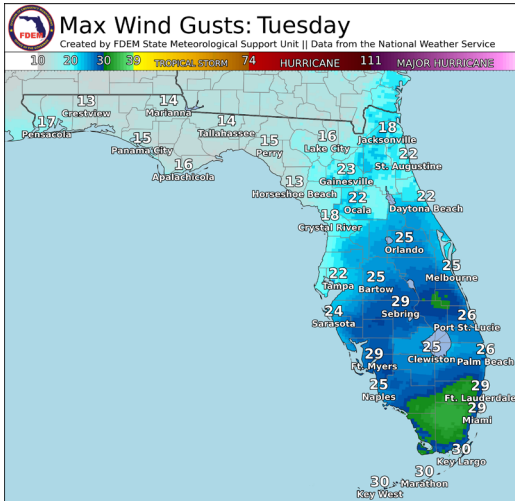 Max Wind Gusts: Tuesday
Created by FDEM State Meteorological Support Unit || Data from the National Weather Service
FDEM
10 20 30 39 TROPICAL STORM 74 HURRICANE 111 MAJOR HURRICANE
13
Crestview
14
Marianna
17
Pensacola
14
Tallahassee
18
Jacksonville
15
Panama City
15
Perry
16
Lake City
22
St. Augustine
16
Apalachicola
23
Gainesville
13
Horseshoe Beach
22
Ocala
22
Daytona Beach
18
Crystal River
25
Orlando
22
Tampa
25
Bartow
25
Melbourne
24
Sarasota
29
Sebring
26
Port St. Lucie
29
Ft. Myers
25
Clewiston
26
Palm Beach
25
Naples
29
Ft. Lauderdale
29
Miami
30
Key Largo
30
Marathon
30
Key West